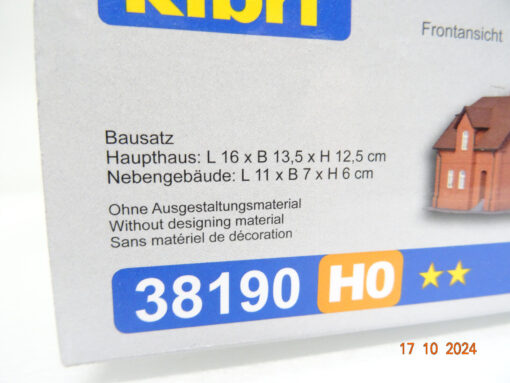 Kibri
Frontansicht
Bausatz
Haupthaus: L 16 x B 13,5 x H 12,5 cm
Nebengebäude: L 11 x B 7 x H 6 cm
Ohne Ausgestaltungsmaterial
Without designing material
Sans matériel de décoration
38190 H0
17 10 2024